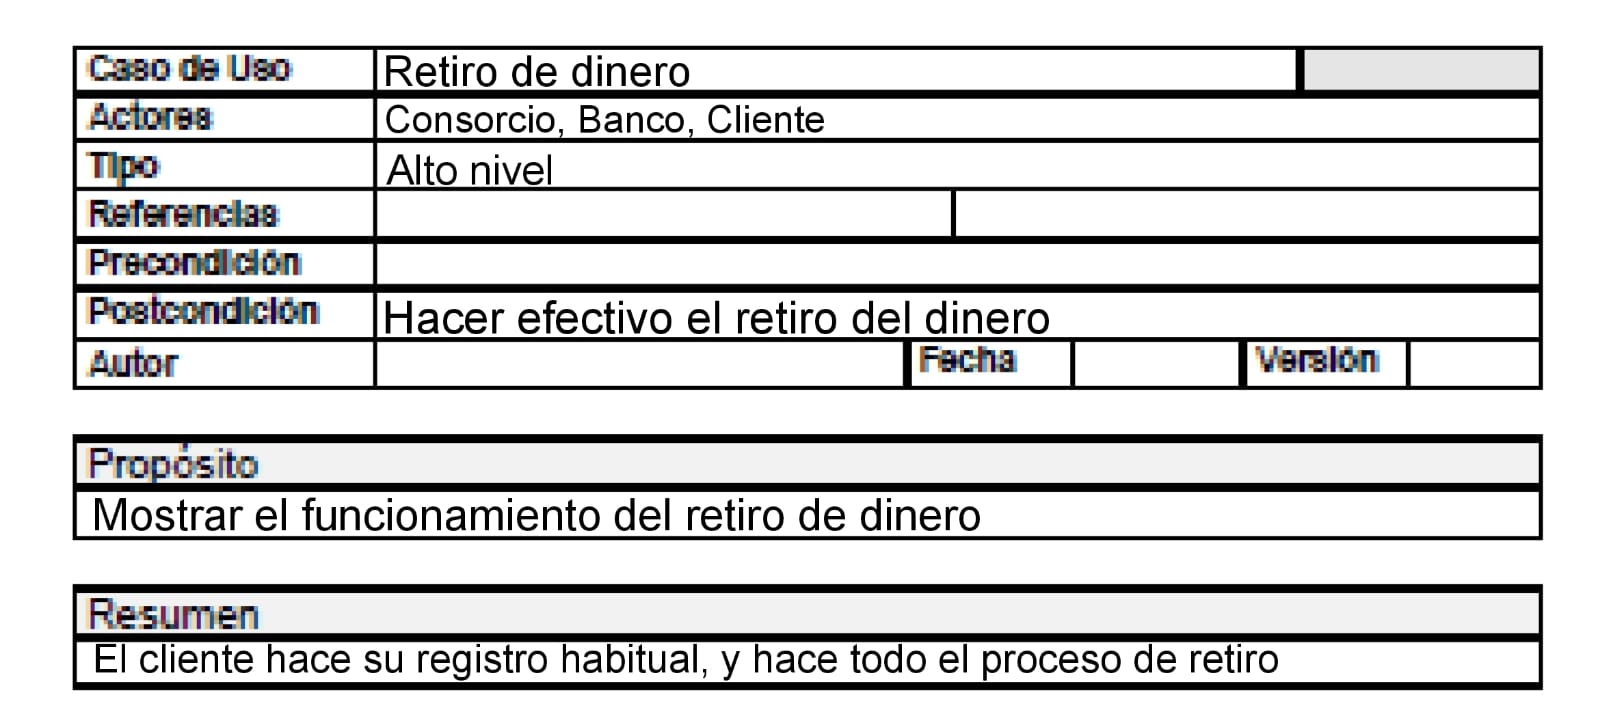 Caso de Uso Retiro de dinero
Actores Consorcio, Banco, Cliente
Tipo Alto nivel
Referencias
Precondición
Postcondición Hacer efectivo el retiro del dinero
Autor Fecha Versión
Propósito
Mostrar el funcionamiento del retiro de dinero
Resumen
El cliente hace su registro habitual, y hace todo el proceso de retiro